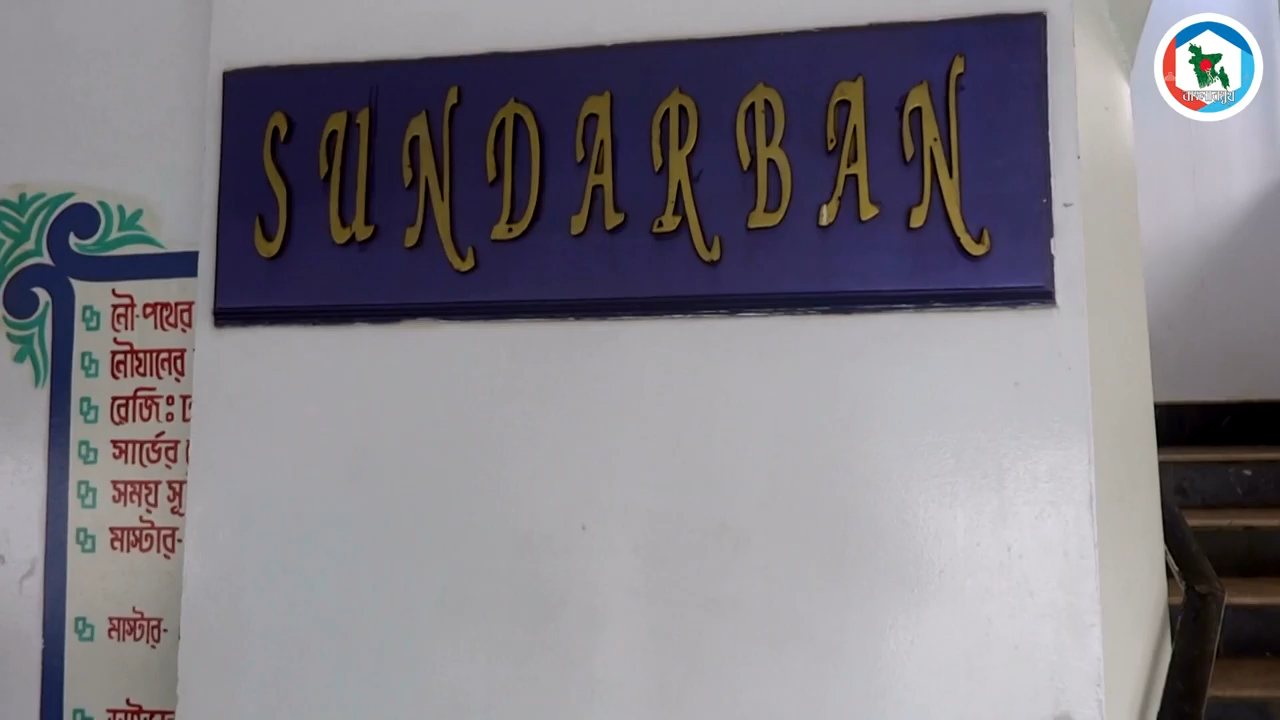 SUNDARBAN
নৌ-পথের
নৌযানের
রেজিঃ
সার্ভের
সময়
মাস্টার-
মাস্টার-